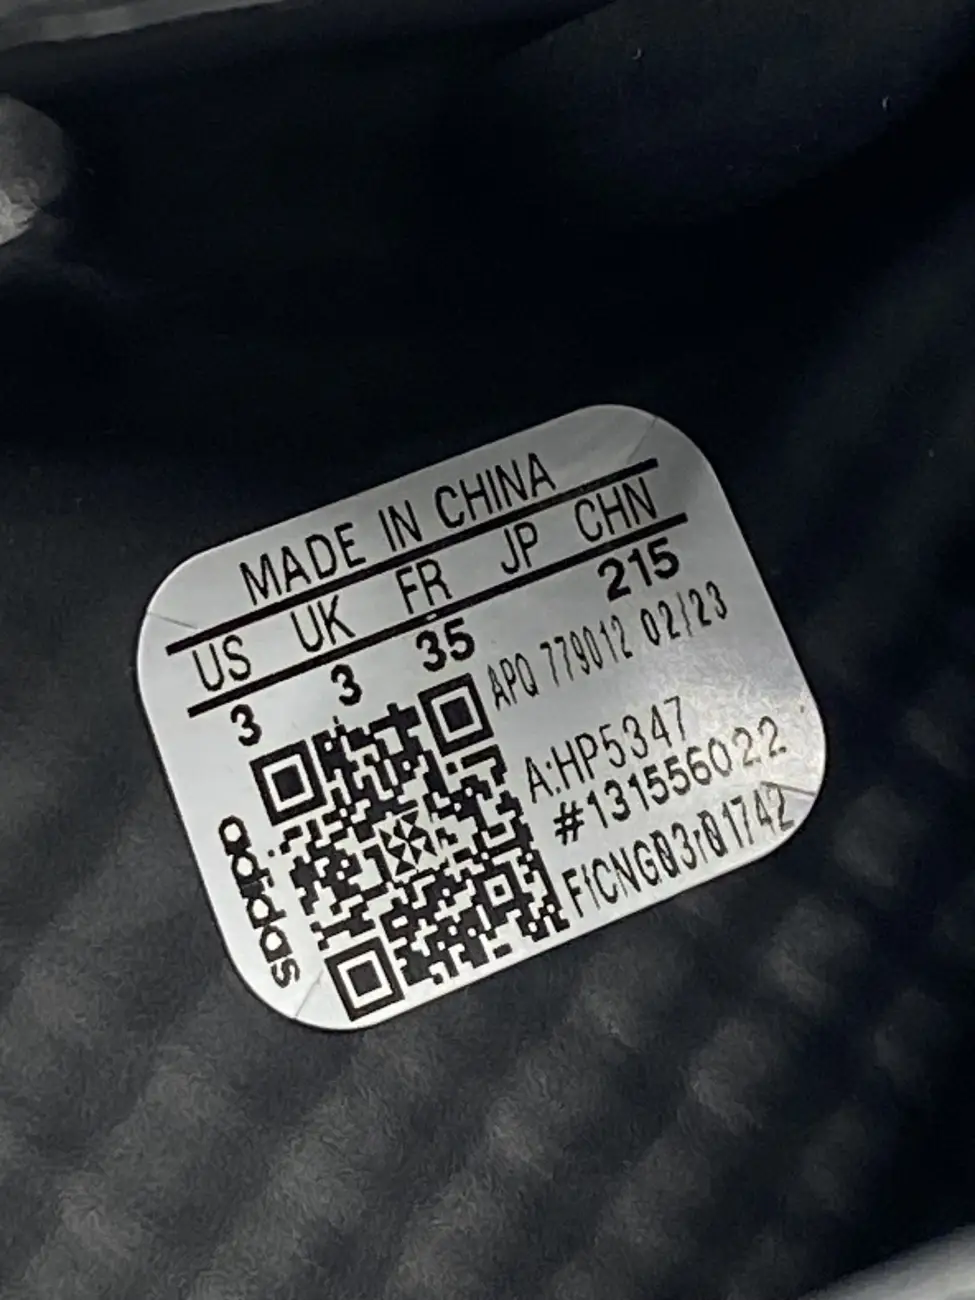 MADE IN CHINA
US UK FR JP CHN
3 3 35 215
APQ 779012 02/23
A:HP5347
#131556022
adidas